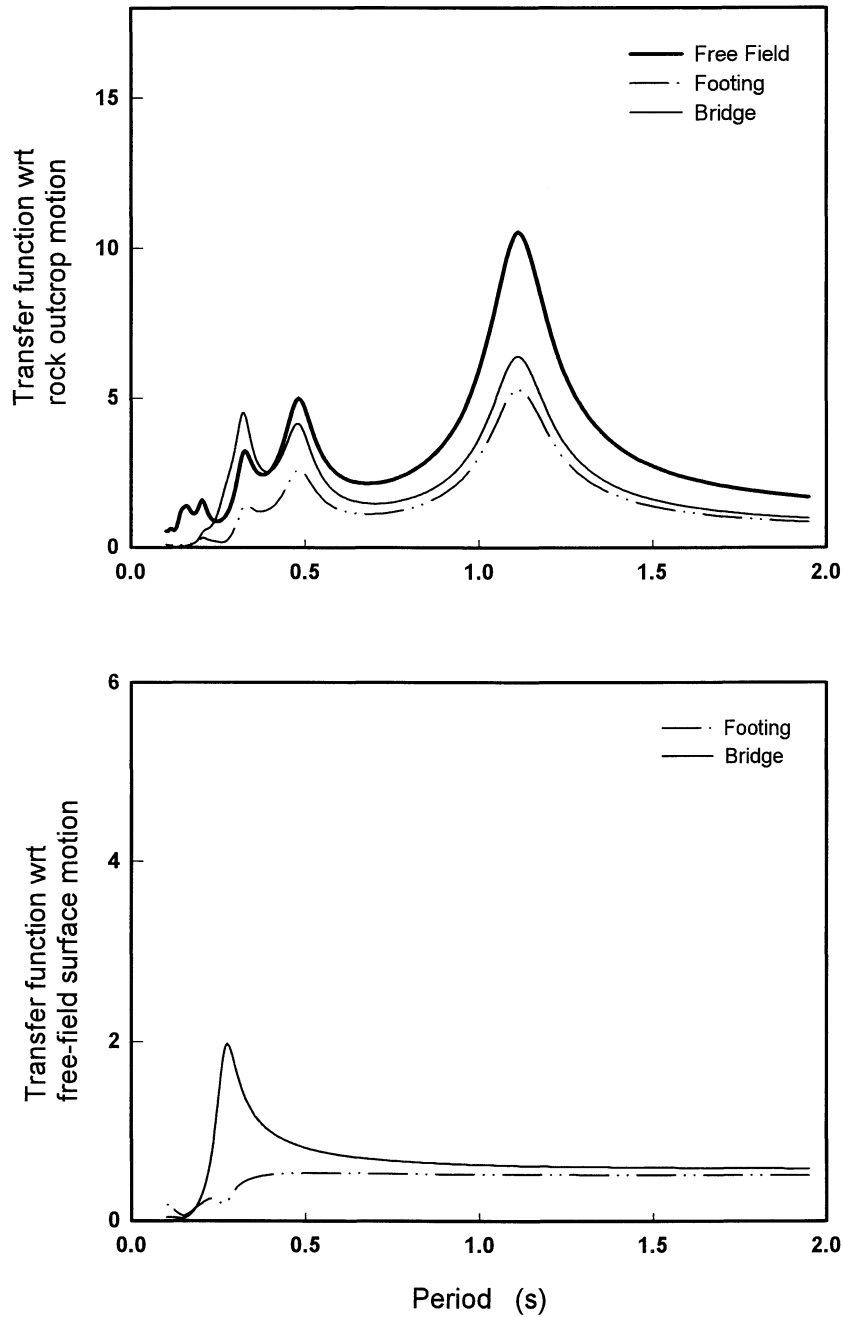 Free Field
Footing
Bridge
15
10
5
0
0.0 0.5 1.0 1.5 2.0
Transfer function wrt
rock outcrop motion
Footing
Bridge
6
4
2
0
0.0 0.5 1.0 1.5 2.0
Transfer function wrt
free-field surface motion
Period (s)